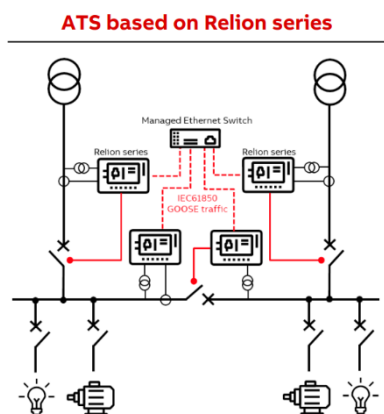 ATS based on Relion series
Managed Ethernet Switch
Relion series
Relion series
IEC61850
GOOSE traffic